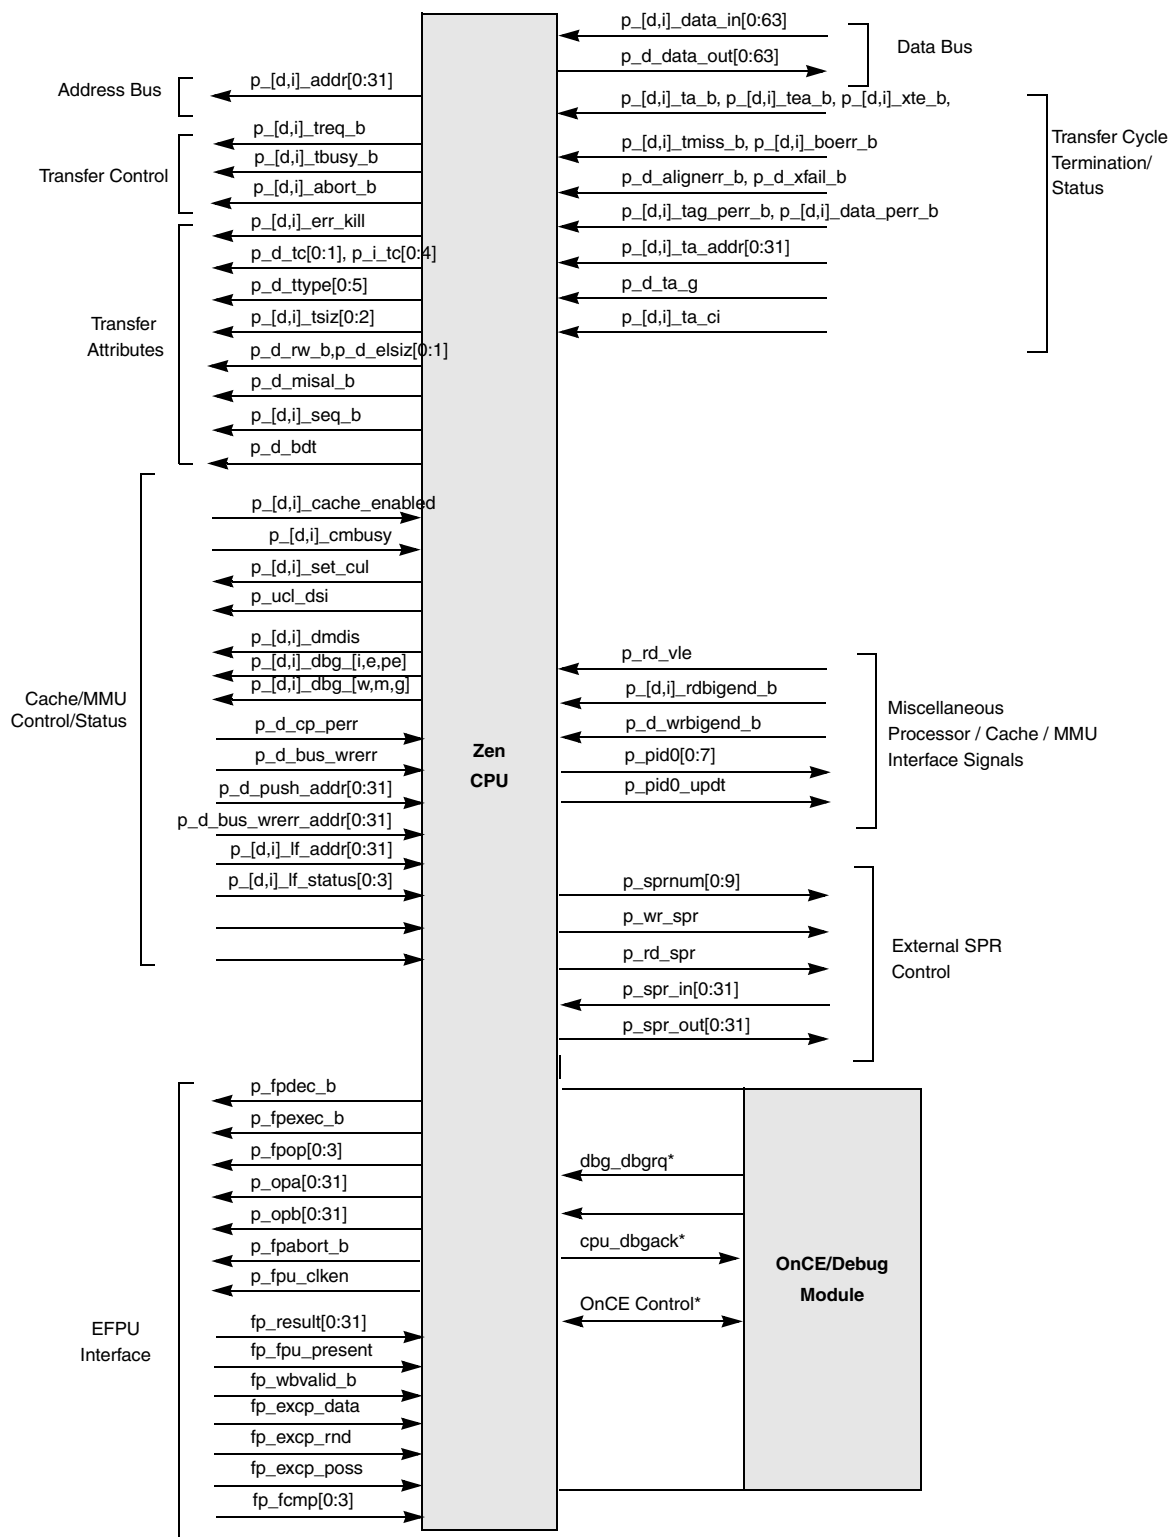 p_[d,i]_data_in[0:63]
p_d_data_out[0:63]
Data Bus
Address Bus
p_[d,i]_addr[0:31]
p_[d,i]_ta_b, p_[d,i]_tea_b, p_[d,i]_xte_b,
p_[d,i]_tmiss_b, p_[d,i]_boerr_b
p_d_alignerr_b, p_d_xfail_b
p_[d,i]_tag_perr_b, p_[d,i]_data_perr_b
p_[d,i]_ta_addr[0:31]
p_d_ta_g
p_[d,i]_ta_ci
Transfer Cycle
Termination/
Status
Transfer Control
p_[d,i]_treq_b
p_[d,i]_tbusy_b
p_[d,i]_abort_b
p_[d,i]_err_kill
p_d_tc[0:1], p_i_tc[0:4]
p_d_ttype[0:5]
p_[d,i]_tsiz[0:2]
p_d_rw_b,p_d_elsiz[0:1]
p_d_misal_b
p_[d,i]_seq_b
p_d_bdt
Transfer
Attributes
p_[d,i]_cache_enabled
p_[d,i]_cmbusy
p_[d,i]_set_cul
p_ucl_dsi
p_[d,i]_dmdis
p_[d,i]_dbg_[i,e,pe]
p_[d,i]_dbg_[w,m,g]
p_d_cp_perr
p_d_bus_wrerr
p_d_push_addr[0:31]
p_d_bus_wrerr_addr[0:31]
p_[d,i]_lf_addr[0:31]
p_[d,i]_lf_status[0:3]
Cache/MMU
Control/Status
Zen
CPU
p_rd_vle
p_[d,i]_rdbigend_b
p_d_wrbigend_b
p_pid0[0:7]
p_pid0_updt
Miscellaneous
Processor / Cache / MMU
Interface Signals
p_sprnum[0:9]
p_wr_spr
p_rd_spr
p_spr_in[0:31]
p_spr_out[0:31]
External SPR
Control
p_fpdec_b
p_fpexec_b
p_fpop[0:3]
p_opa[0:31]
p_opb[0:31]
p_fpabort_b
p_fpu_clken
fp_result[0:31]
fp_fpu_present
fp_wbvalid_b
fp_excp_data
fp_excp_rnd
fp_excp_poss
fp_fcmp[0:3]
EFPU
Interface
dbg_dbgrq*
cpu_dbgack*
OnCE Control*
OnCE/Debug
Module